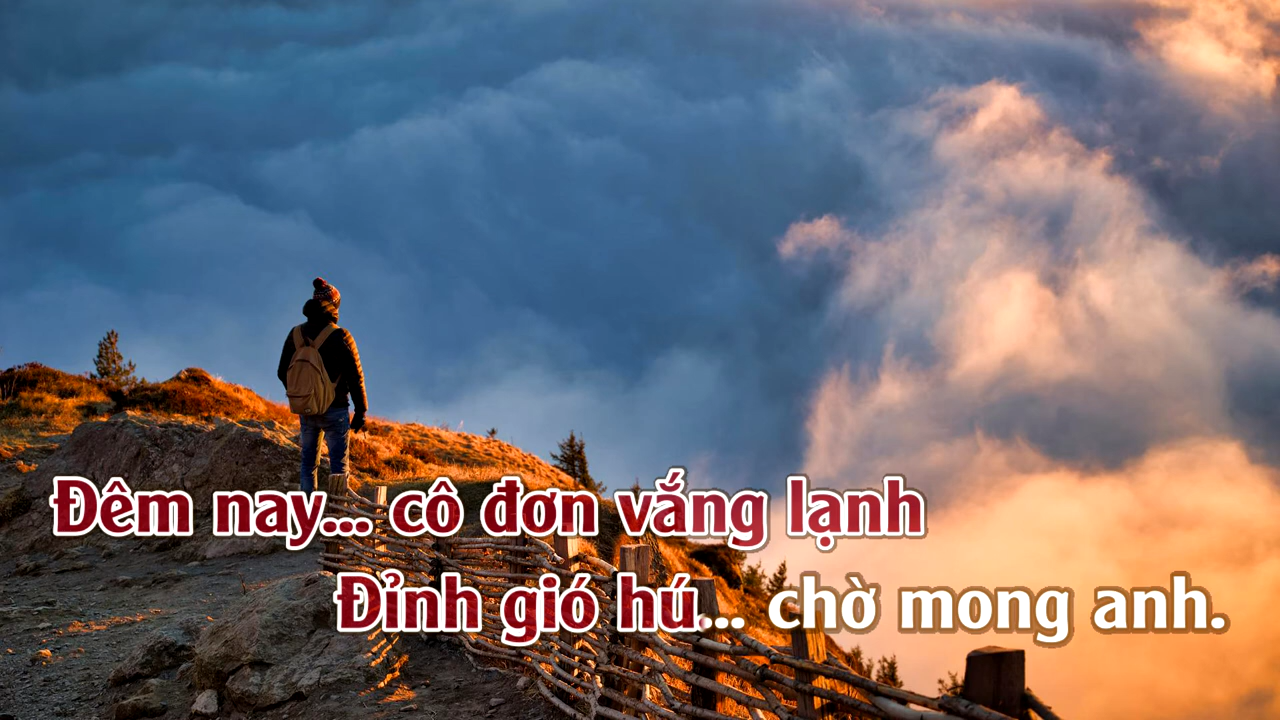 Đêm nay... cô đơn vắng lạnh
Đỉnh gió hú... chờ mong anh.